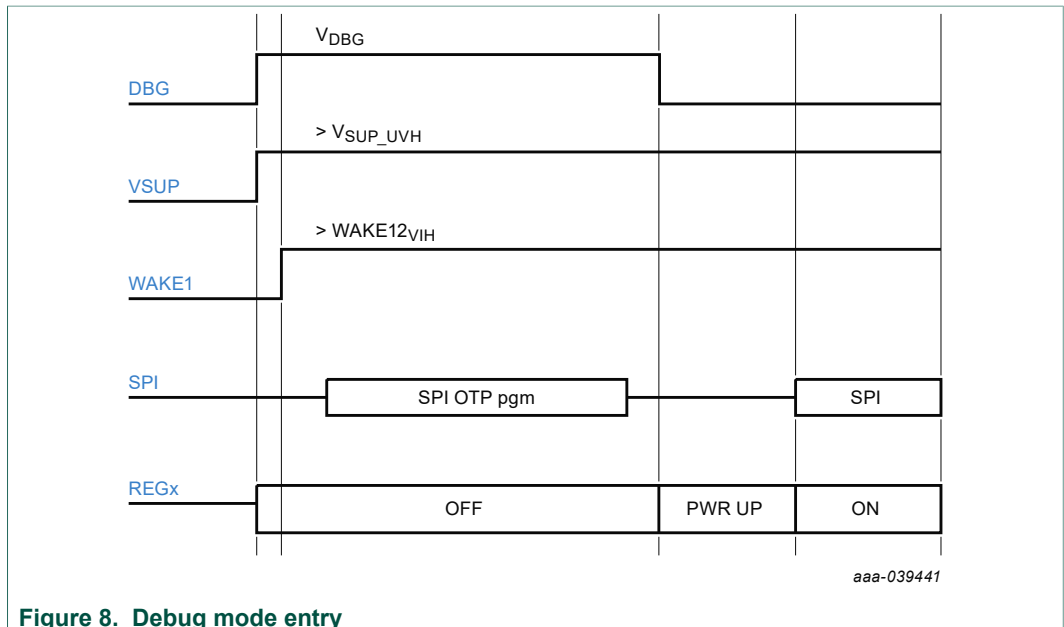 VDBG
DBG
> VSUP_UVH
VSUP
> WAKE12VIH
WAKE1
SPI
SPI OTP pgm
SPI
REGx
OFF
PWR UP
ON
aaa-039441
Figure 8. Debug mode entry